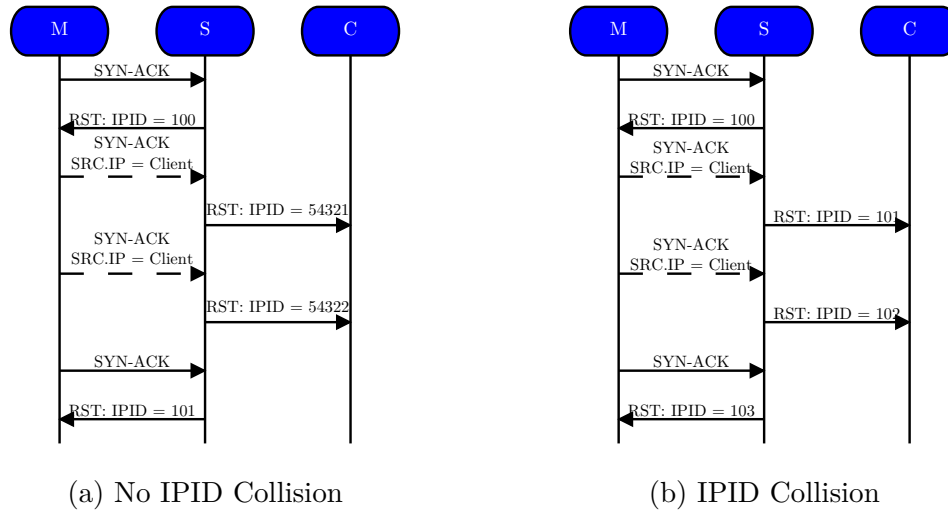 M S C
SYN-ACK
RST: IPID = 100
SYN-ACK
SRC.IP = Client
RST: IPID = 54321
SYN-ACK
SRC.IP = Client
RST: IPID = 54322
SYN-ACK
RST: IPID = 101
(a) No IPID Collision
M S C
SYN-ACK
RST: IPID = 100
SYN-ACK
SRC.IP = Client
RST: IPID = 101
SYN-ACK
SRC.IP = Client
RST: IPID = 102
SYN-ACK
RST: IPID = 103
(b) IPID Collision